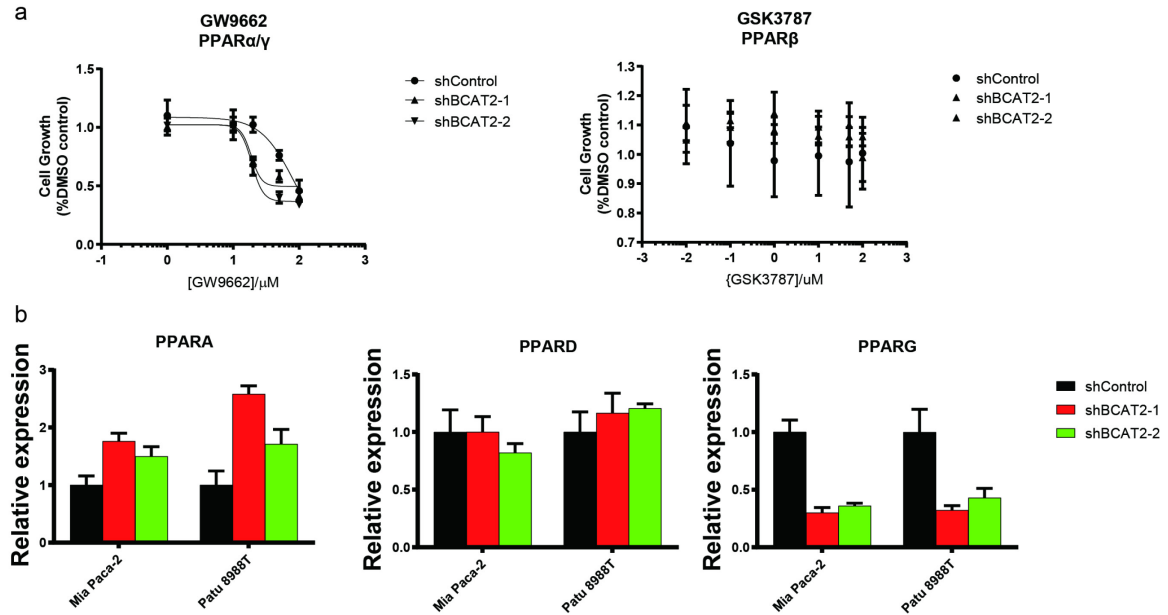 a
GW9662
PPARα/γ
Cell Growth
(%DMSO control)
1.5
1.0
0.5
0.0
-1
0
1
2
3
[GW9662]/μM
shControl
shBCAT2-1
shBCAT2-2
GSK3787
PPARβ
Cell Growth
(%DMSO control)
1.3
1.2
1.1
1.0
0.9
0.8
0.7
-3
-2
-1
0
1
2
3
{GSK3787]/uM
shControl
shBCAT2-1
shBCAT2-2
b
PPARA
Relative expression
3
2
1
0
Mia Paca-2
Patu 8988T
PPARD
Relative expression
1.5
1.0
0.5
0.0
Mia Paca-2
Patu 8988T
PPARG
Relative expression
1.5
1.0
0.5
0.0
Mia Paca-2
Patu 8988T
shControl
shBCAT2-1
shBCAT2-2